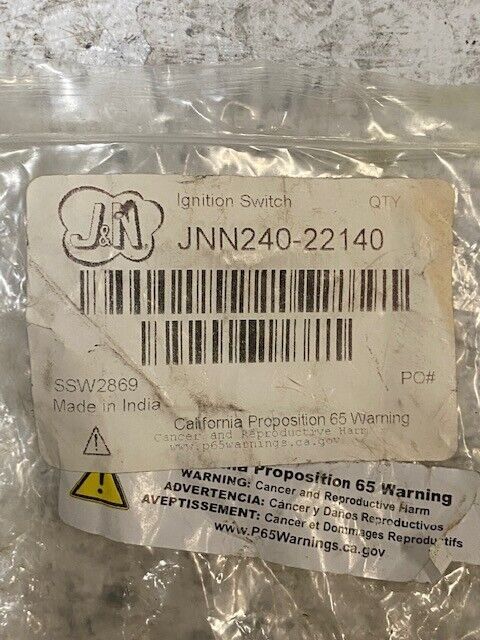 J&N
Ignition Switch QTY
JNN240-22140
SSW2869 PO#
Made in India
California Proposition 65 Warning
Cancer and Reproductive Harm
www.p65warnings.ca.gov
Proposition 65 Warning
WARNING: Cancer and Reproductive Harm
ADVERTENCIA: Cáncer y Daños Reproductivos
AVEPTISSEMENT: Cancer et Dommages Reproductifs
www.P65Warnings.ca.gov